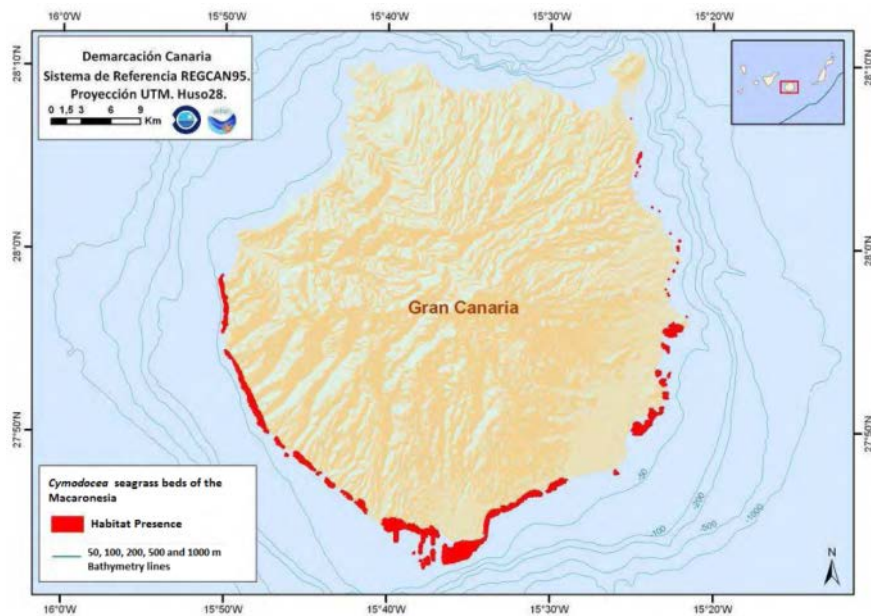 16°0'W 15°50'W 15°40'W 15°30'W 15°20'W
28°10'N 28°0'N 27°50'N
Demarcación Canaria
Sistema de Referencia REGCAN95.
Proyección UTM. Huso28.
0 1,5 3 6 9
Km
28°10'N 28°0'N 27°50'N
Gran Canaria
-50
-100
-200
-500
-1000
Cymodocea seagrass beds of the
Macaronesia
Habitat Presence
50, 100, 200, 500 and 1000 m
Bathymetry lines
N
16°0'W 15°50'W 15°40'W 15°30'W 15°20'W